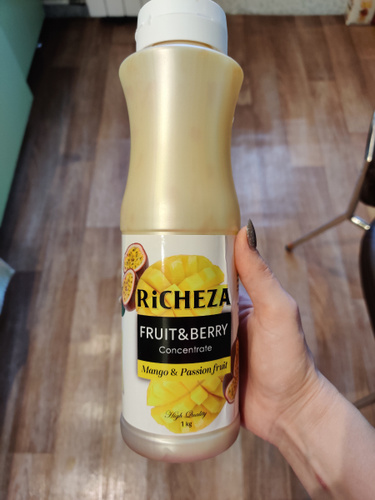 RiCHEZA
FRUIT&BERRY
Concentrate
Mango & Passion fruit
High Quality
1 kg